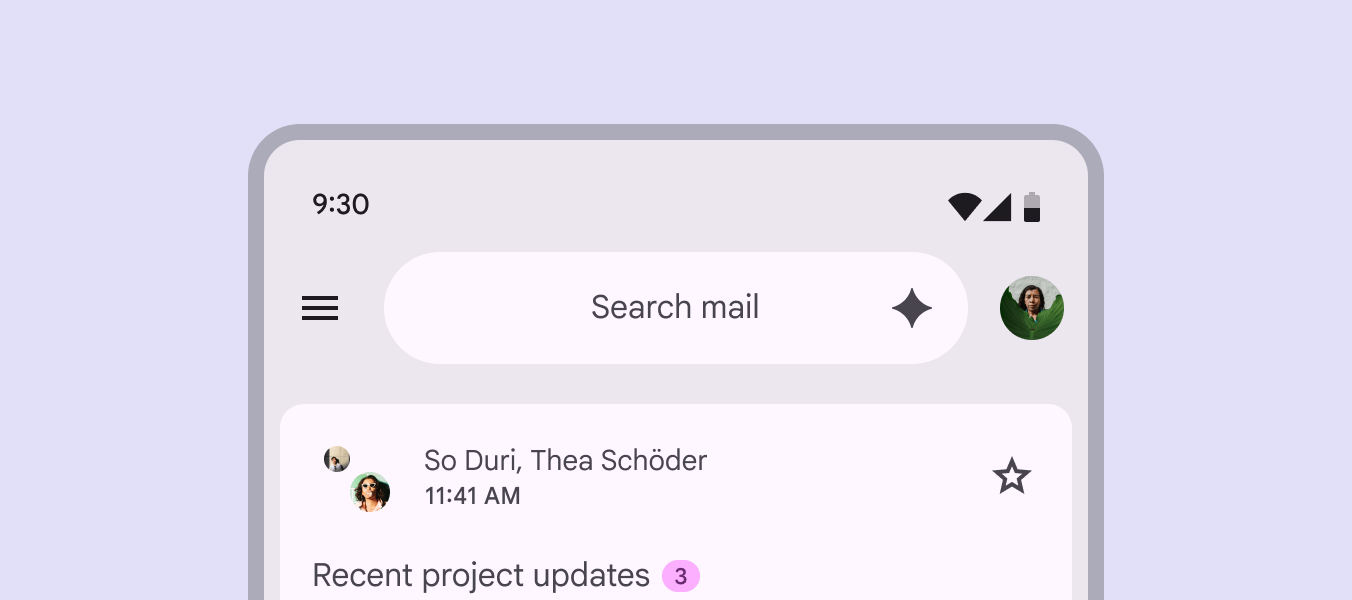 9:30
Search mail
So Duri, Thea Schöder
11:41 AM
Recent project updates 3